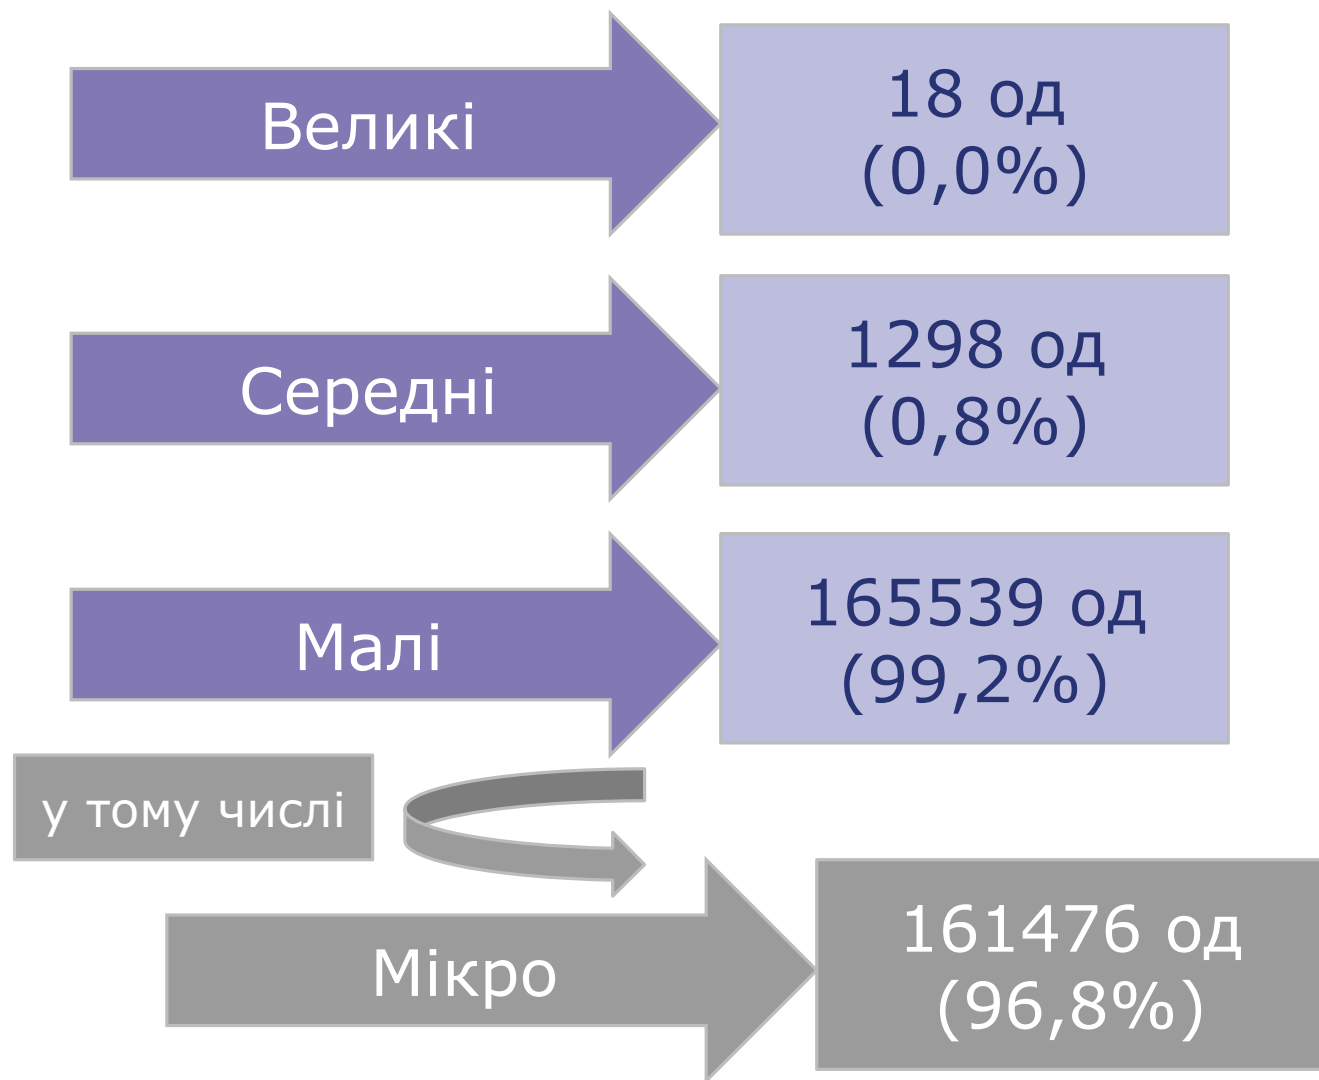 Великі
18 од
(0,0%)
Середні
1298 од
(0,8%)
Малі
165539 од
(99,2%)
у тому числі
Мікро
161476 од
(96,8%)